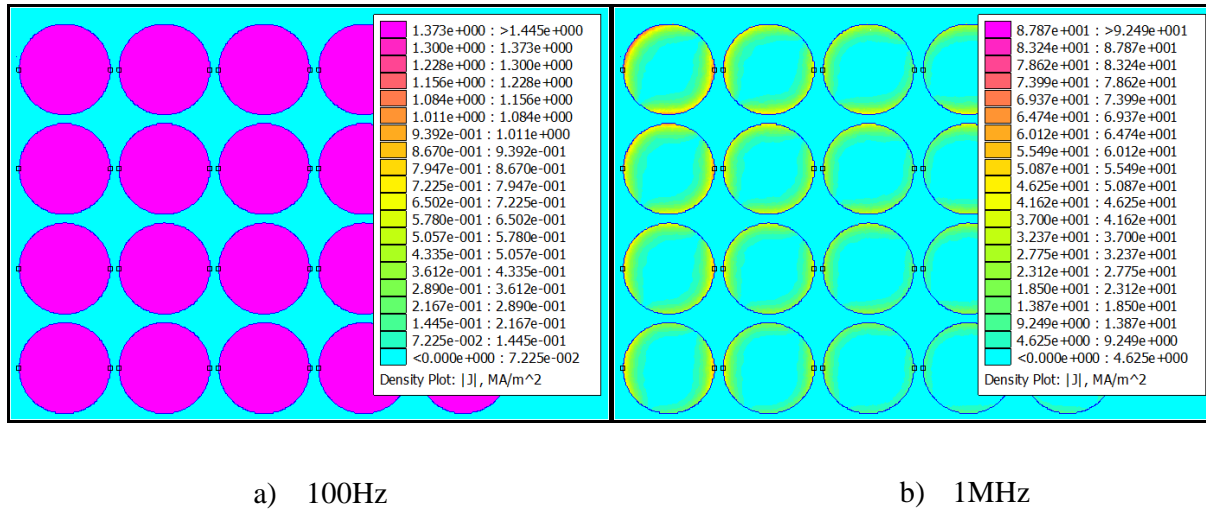 1.373e+000 : >1.445e+000
1.300e+000 : 1.373e+000
1.228e+000 : 1.300e+000
1.156e+000 : 1.228e+000
1.084e+000 : 1.156e+000
1.011e+000 : 1.084e+000
9.392e-001 : 1.011e+000
8.670e-001 : 9.392e-001
7.947e-001 : 8.670e-001
7.225e-001 : 7.947e-001
6.502e-001 : 7.225e-001
5.780e-001 : 6.502e-001
5.057e-001 : 5.780e-001
4.335e-001 : 5.057e-001
3.612e-001 : 4.335e-001
2.890e-001 : 3.612e-001
2.167e-001 : 2.890e-001
1.445e-001 : 2.167e-001
7.225e-002 : 1.445e-001
<0.000e+000 : 7.225e-002
Density Plot: |J|, MA/m^2
8.787e+001 : >9.249e+001
8.324e+001 : 8.787e+001
7.862e+001 : 8.324e+001
7.399e+001 : 7.862e+001
6.937e+001 : 7.399e+001
6.474e+001 : 6.937e+001
6.012e+001 : 6.474e+001
5.549e+001 : 6.012e+001
5.087e+001 : 5.549e+001
4.625e+001 : 5.087e+001
4.162e+001 : 4.625e+001
3.700e+001 : 4.162e+001
3.237e+001 : 3.700e+001
2.775e+001 : 3.237e+001
2.312e+001 : 2.775e+001
1.850e+001 : 2.312e+001
1.387e+001 : 1.850e+001
9.249e+000 : 1.387e+001
4.625e+000 : 9.249e+000
<0.000e+000 : 4.625e+000
Density Plot: |J|, MA/m^2
a) 100Hz
b) 1MHz